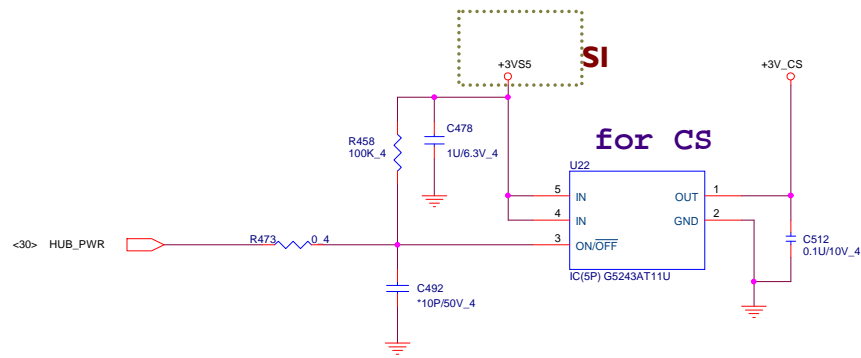 +3VS5
SI
+3V_CS
C478
1U/6.3V_4
R458
100K_4
for CS
U22
5
IN
OUT
1
4
IN
GND
2
<30>
HUB_PWR
R473
0_4
3
ON/OFF
C512
0.1U/10V_4
IC(5P) G5243AT11U
C492
*10P/50V_4